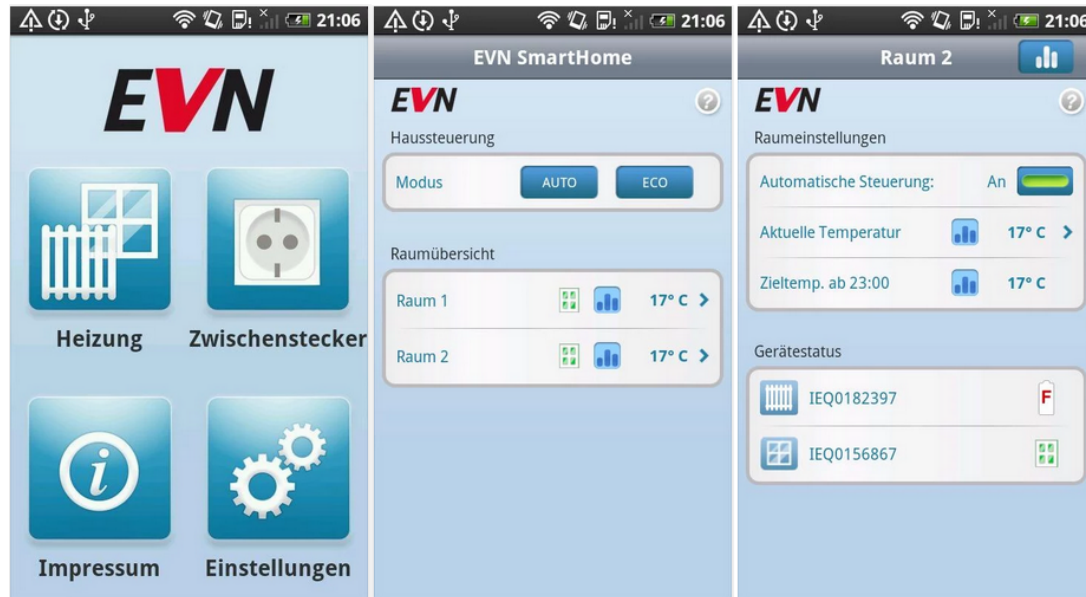 21:06
EVN
Heizung
Zwischenstecker
Impressum
Einstellungen
21:06
EVN SmartHome
EVN
?
Haussteuerung
Modus AUTO ECO
Raumübersicht
Raum 1 17° C
Raum 2 17° C
21:06
Raum 2
EVN
?
Raumeinstellungen
Automatische Steuerung: An
Aktuelle Temperatur 17° C
Zieltemp. ab 23:00 17° C
Gerätestatus
IEQ0182397 F
IEQ0156867